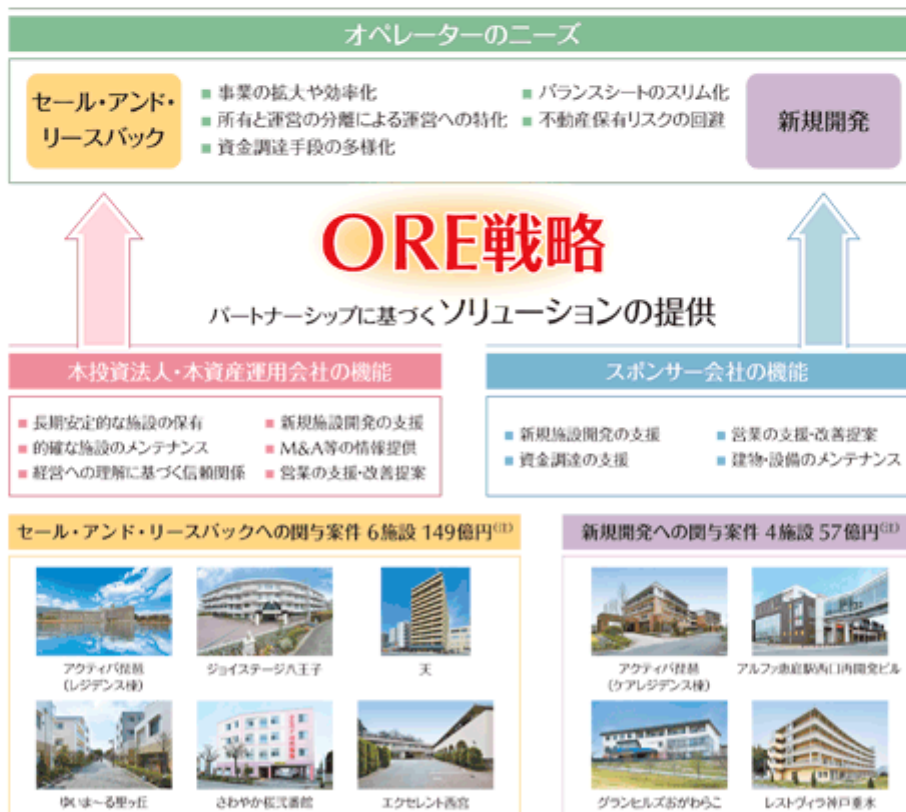 オペレーターのニーズ
セール・アンド・
リースバック
■ 事業の拡大や効率化
■ 所有と運営の分離による運営への特化
■ 資金調達手段の多様化
■ バランスシートのスリム化
■ 不動産保有リスクの回避
新規開発
ORE戦略
パートナーシップに基づくソリューションの提供
本投資法人・本資産運用会社の機能
■ 長期安定的な施設の保有
■ 的確な施設のメンテナンス
■ 経営への理解に基づく信頼関係
■ 新規施設開発の支援
■ M&A等の情報提供
■ 営業の支援・改善提案
スポンサー会社の機能
■ 新規施設開発の支援
■ 資金調達の支援
■ 営業の支援・改善提案
■ 建物・設備のメンテナンス
セール・アンド・リースバックへの関与案件 6施設 149億円(注)
アクティバ琵琶
(レジデンス棟)
ジョイステージ八王子
天
ゆいま～る聖ヶ丘
さわやか桜弐番館
エクセレント西宮
新規開発への関与案件 4施設 57億円(注)
アクティバ琵琶
(ケアレジデンス棟)
アルファ恵庭駅西口再開発ビル
グランヒルズおがわらこ
レストヴィラ神戸垂水